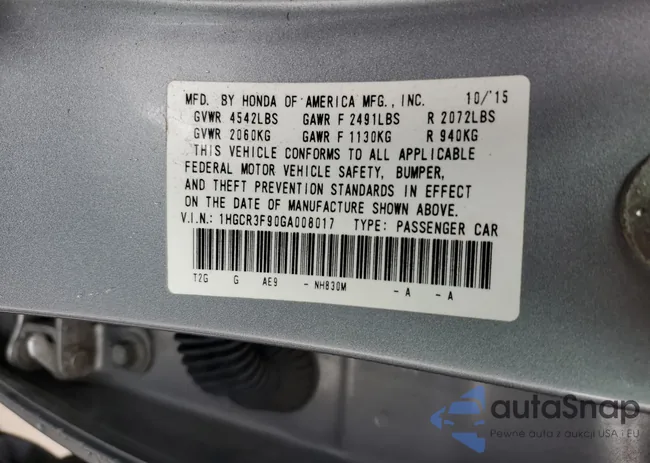 MFD. BY HONDA OF AMERICA MFG., INC. 10/'15
GVWR 4542LBS GAWR F 2491LBS R 2072LBS
GVWR 2060KG GAWR F 1130KG R 940KG
THIS VEHICLE CONFORMS TO ALL APPLICABLE
FEDERAL MOTOR VEHICLE SAFETY, BUMPER,
AND THEFT PREVENTION STANDARDS IN EFFECT
ON THE DATE OF MANUFACTURE SHOWN ABOVE.
V.I.N.: 1HGCR3F90GA008017 TYPE: PASSENGER CAR
T2G G AE9 - NH830M - A - A
autaSnap
Pewne auta z aukcji USA i EU